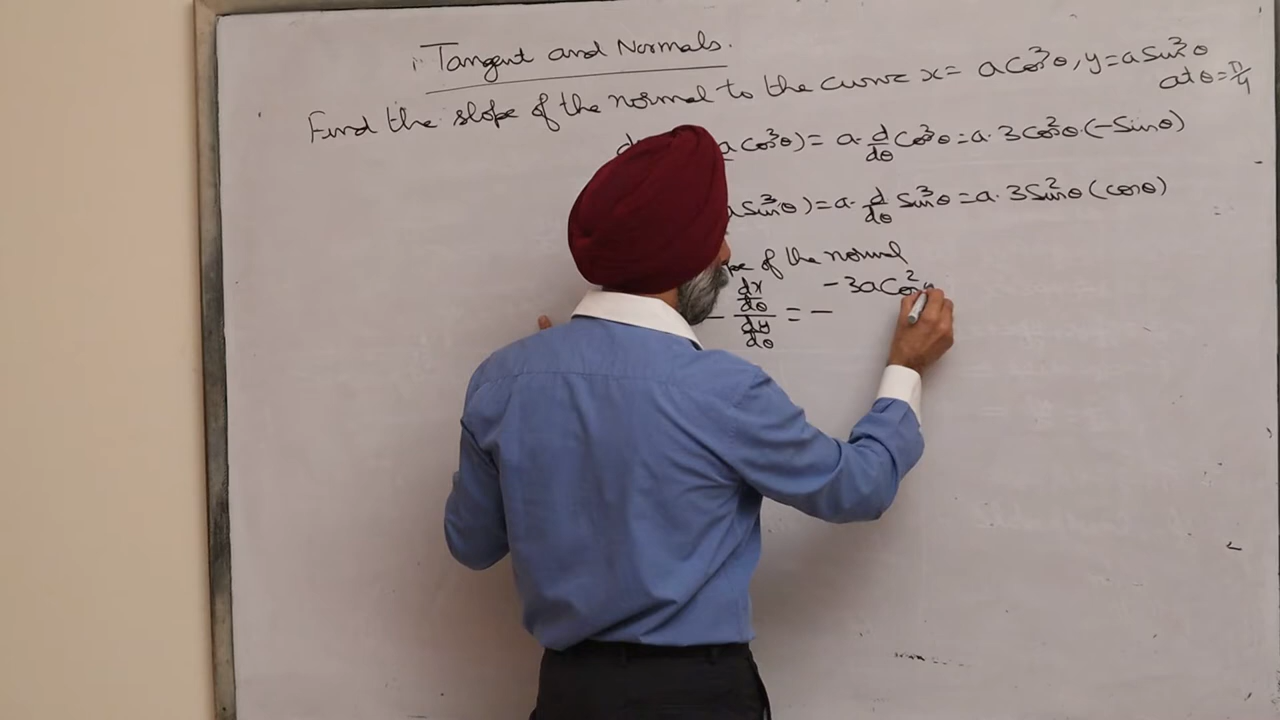 Tangent and Normals.
Find the slope of the normal to the curve x = a cos³θ, y = a sin³θ
at θ = π/4
a cos³θ) = a · d/dθ cos³θ = a · 3cos²θ · (-sinθ)
a sin³θ) = a · d/dθ sin³θ = a · 3sin²θ (cosθ)
of the normal
- dx/dθ / dy/dθ = - -3a cos²